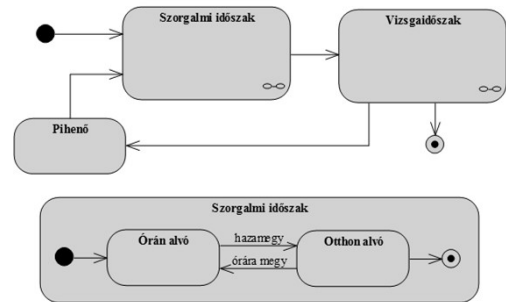 Szorgalmi időszak
Vizsgaidőszak
Pihenő
Szorgalmi időszak
Órán alvó
hazamegy
Otthon alvó
órára megy